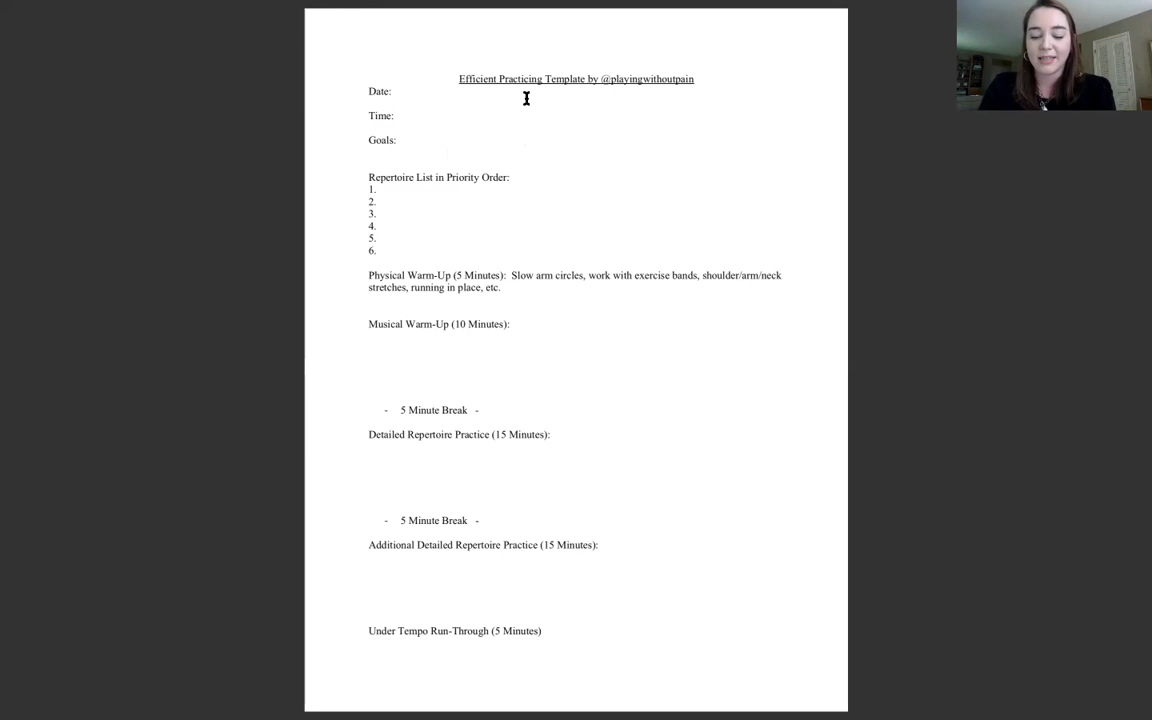 Efficient Practicing Template by @playingwithoutpain
Date:
Time:
Goals:
Repertoire List in Priority Order:
1.
2.
3.
4.
5.
6.
Physical Warm-Up (5 Minutes):  Slow arm circles, work with exercise bands, shoulder/arm/neck
stretches, running in place, etc.
Musical Warm-Up (10 Minutes):
-    5 Minute Break   -
Detailed Repertoire Practice (15 Minutes):
-    5 Minute Break   -
Additional Detailed Repertoire Practice (15 Minutes):
Under Tempo Run-Through (5 Minutes)